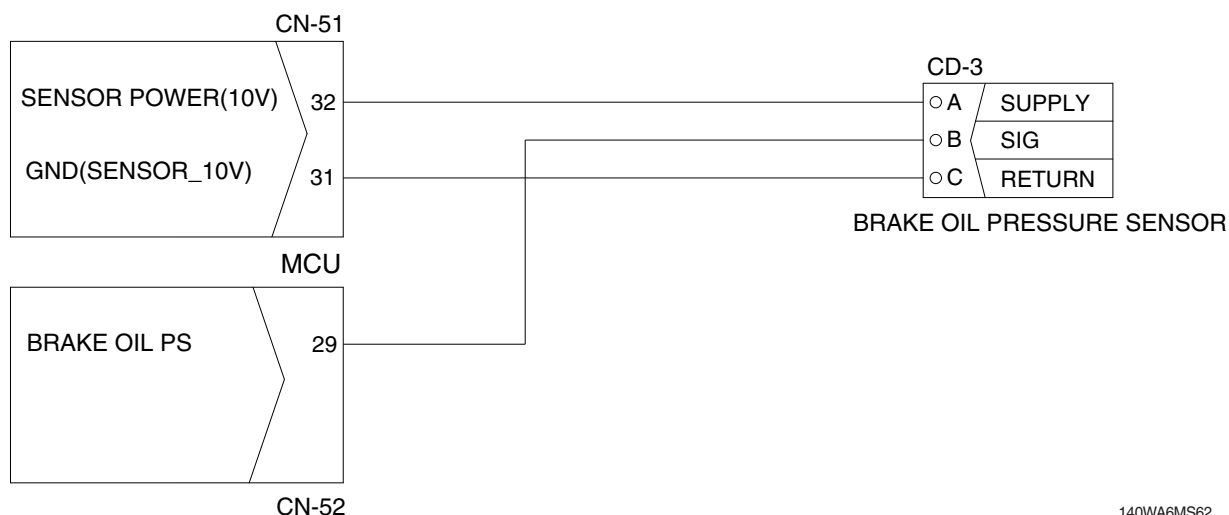 CN-51
SENSOR POWER(10V) 32
GND(SENSOR_10V) 31
MCU
BRAKE OIL PS 29
CN-52
CD-3
A SUPPLY
B SIG
C RETURN
BRAKE OIL PRESSURE SENSOR
140WA6MS62